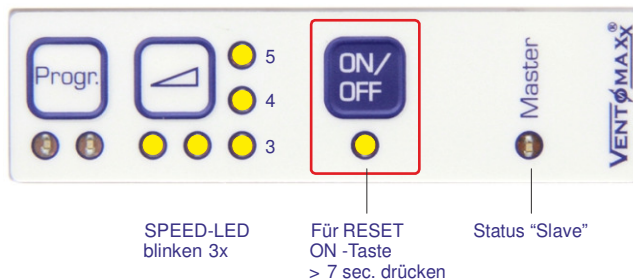 Progr.
5
4
3
ON/
OFF
Master
VENTØMAXX®
SPEED-LED
blinken 3x
Für RESET
ON -Taste
> 7 sec. drücken
Status “Slave”